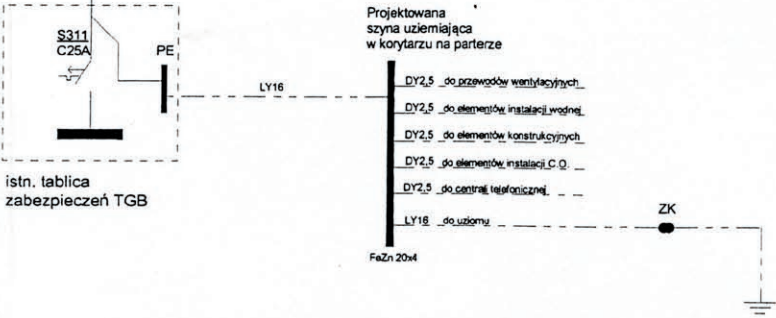 Projektowana
szyna uziemiająca
w korytarzu na parterze
S311
C25A
PE
LY16
DY2,5 do przewodów wentylacyjnych
DY2,5 do elementów instalacji wodnej
DY2,5 do elementów konstrukcyjnych
DY2,5 do elementów instalacji C.O.
DY2,5 do centrali telefonicznej
LY16 do uziomu
ZK
FeZn 20x4
istn. tablica
zabezpieczeń TGB